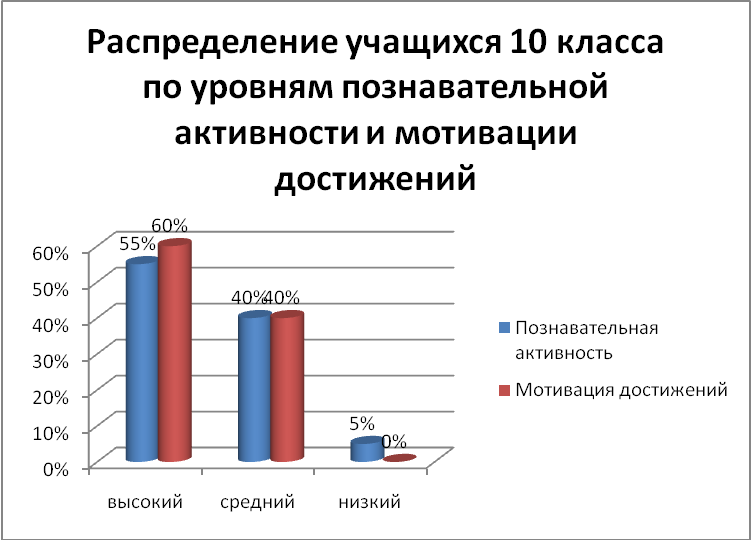 Распределение учащихся 10 класса
по уровням познавательной
активности и мотивации
достижений
60%
55%
60%
50%
40%
40%
40%
30%
20%
10%
0%
5%
0%
высокий
средний
низкий
Познавательная
активность
Мотивация достижений